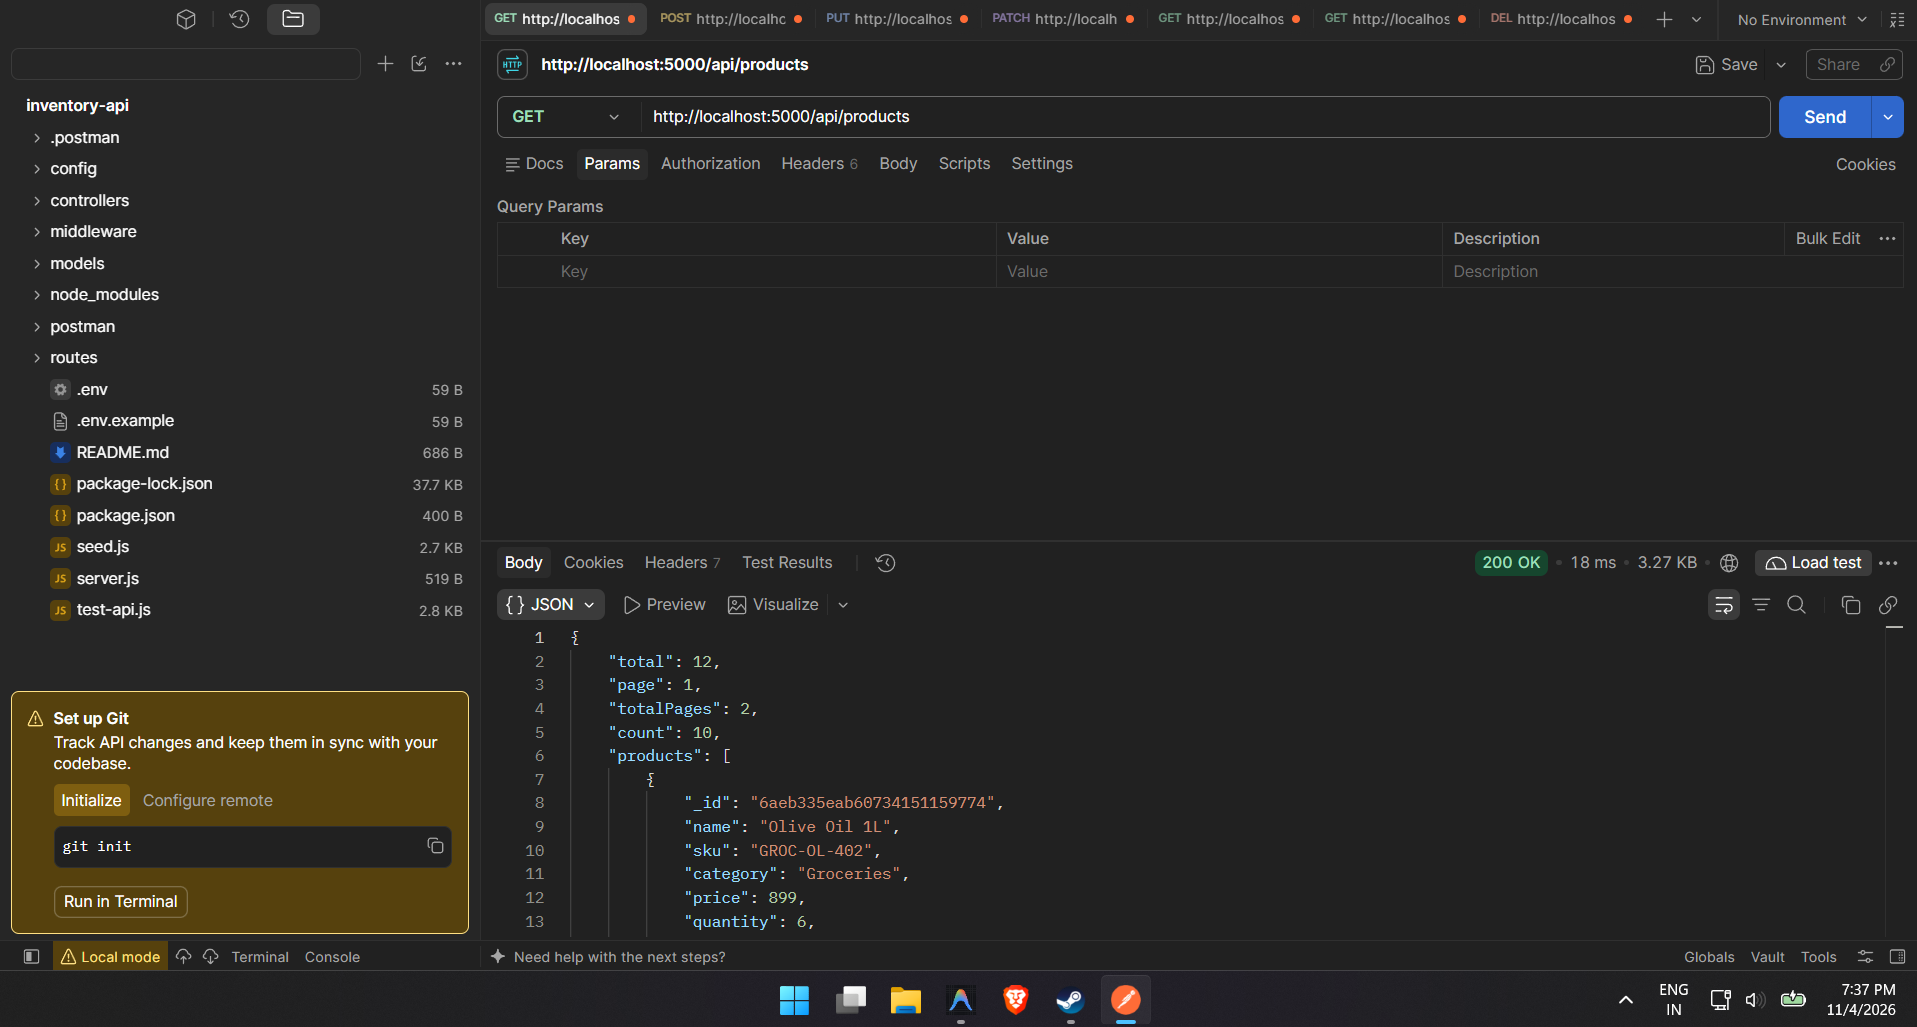 GET http://localhos
POST http://localhc
PUT http://localhos
PATCH http://localh
GET http://localhos
GET http://localhos
DEL http://localhos
No Environment
HTTP http://localhost:5000/api/products
Save
Share
inventory-api
.postman
config
controllers
middleware
models
node_modules
postman
routes
.env 59 B
.env.example 59 B
README.md 686 B
package-lock.json 37.7 KB
package.json 400 B
JS seed.js 2.7 KB
JS server.js 519 B
JS test-api.js 2.8 KB
Set up Git
Track API changes and keep them in sync with your
codebase.
Initialize Configure remote
git init
Run in Terminal
GET http://localhost:5000/api/products
Send
Docs Params Authorization Headers 6 Body Scripts Settings Cookies
Query Params
Key Value Description Bulk Edit
Key Value Description
Body Cookies Headers 7 Test Results
200 OK • 18 ms • 3.27 KB
Load test
{} JSON Preview Visualize
1 {
2 "total": 12,
3 "page": 1,
4 "totalPages": 2,
5 "count": 10,
6 "products": [
7 {
8 "_id": "6aeb335eab60734151159774",
9 "name": "Olive Oil 1L",
10 "sku": "GROC-OL-402",
11 "category": "Groceries",
12 "price": 899,
13 "quantity": 6,
Local mode Terminal Console
Need help with the next steps?
Globals Vault Tools
ENG
IN
7:37 PM
11/4/2026